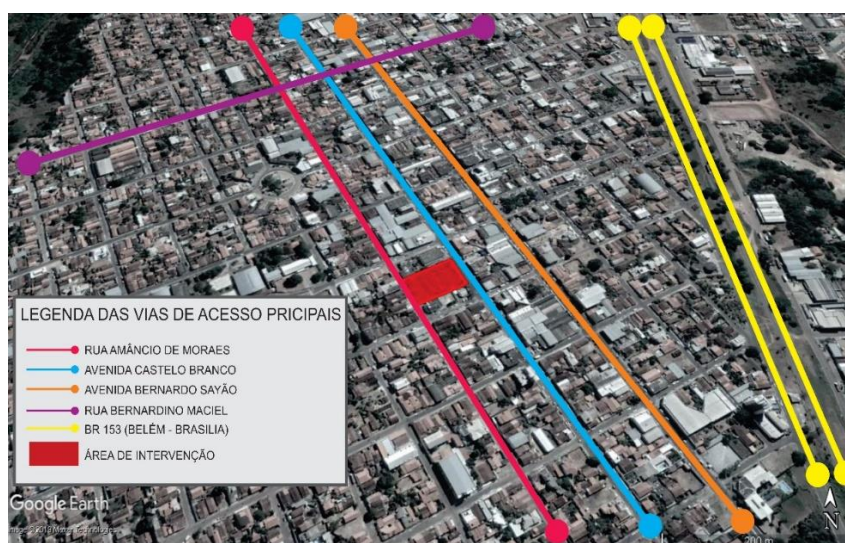 LEGENDA DAS VIAS DE ACESSO PRICIPAIS
RUA AMÂNCIO DE MORAES
AVENIDA CASTELO BRANCO
AVENIDA BERNARDO SAYÃO
RUA BERNARDINO MACIEL
BR 153 (BELÉM - BRASILIA)
ÁREA DE INTERVENÇÃO
Google Earth
N
200 m